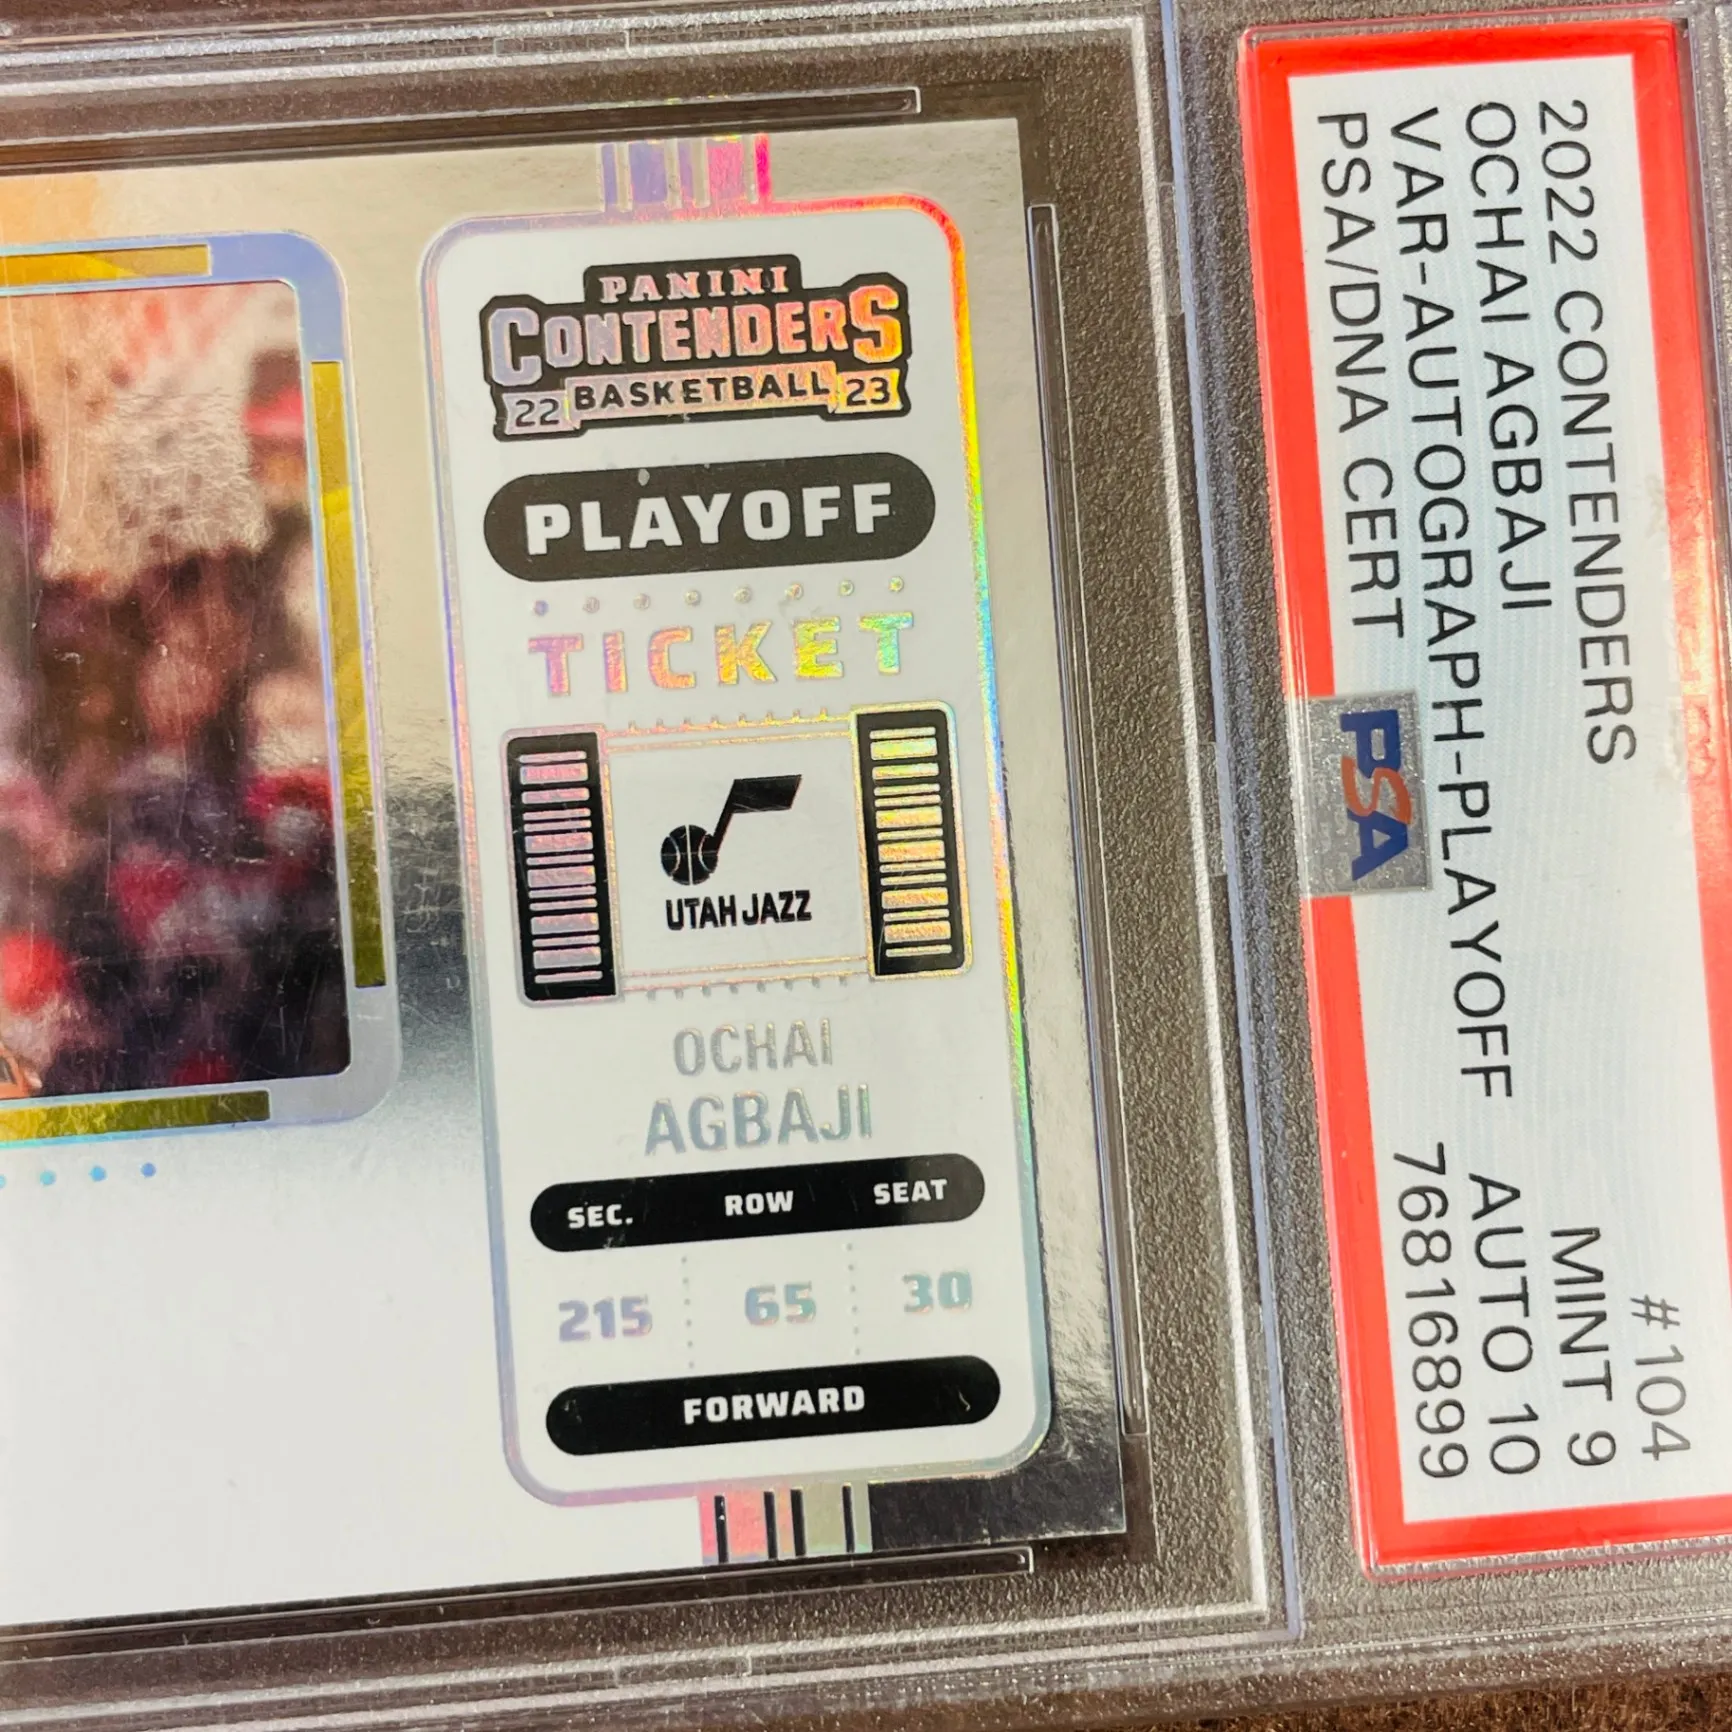 PANINI
CONTENDERS
22 BASKETBALL 23
PLAYOFF
TICKET
UTAH JAZZ
OCHAI
AGBAJI
SEC. ROW SEAT
215 65 30
FORWARD
2022 CONTENDERS #104
OCHAI AGBAJI MINT 9
VAR-AUTOGRAPH-PLAYOFF AUTO 10
PSA/DNA CERT 76816899
PSA